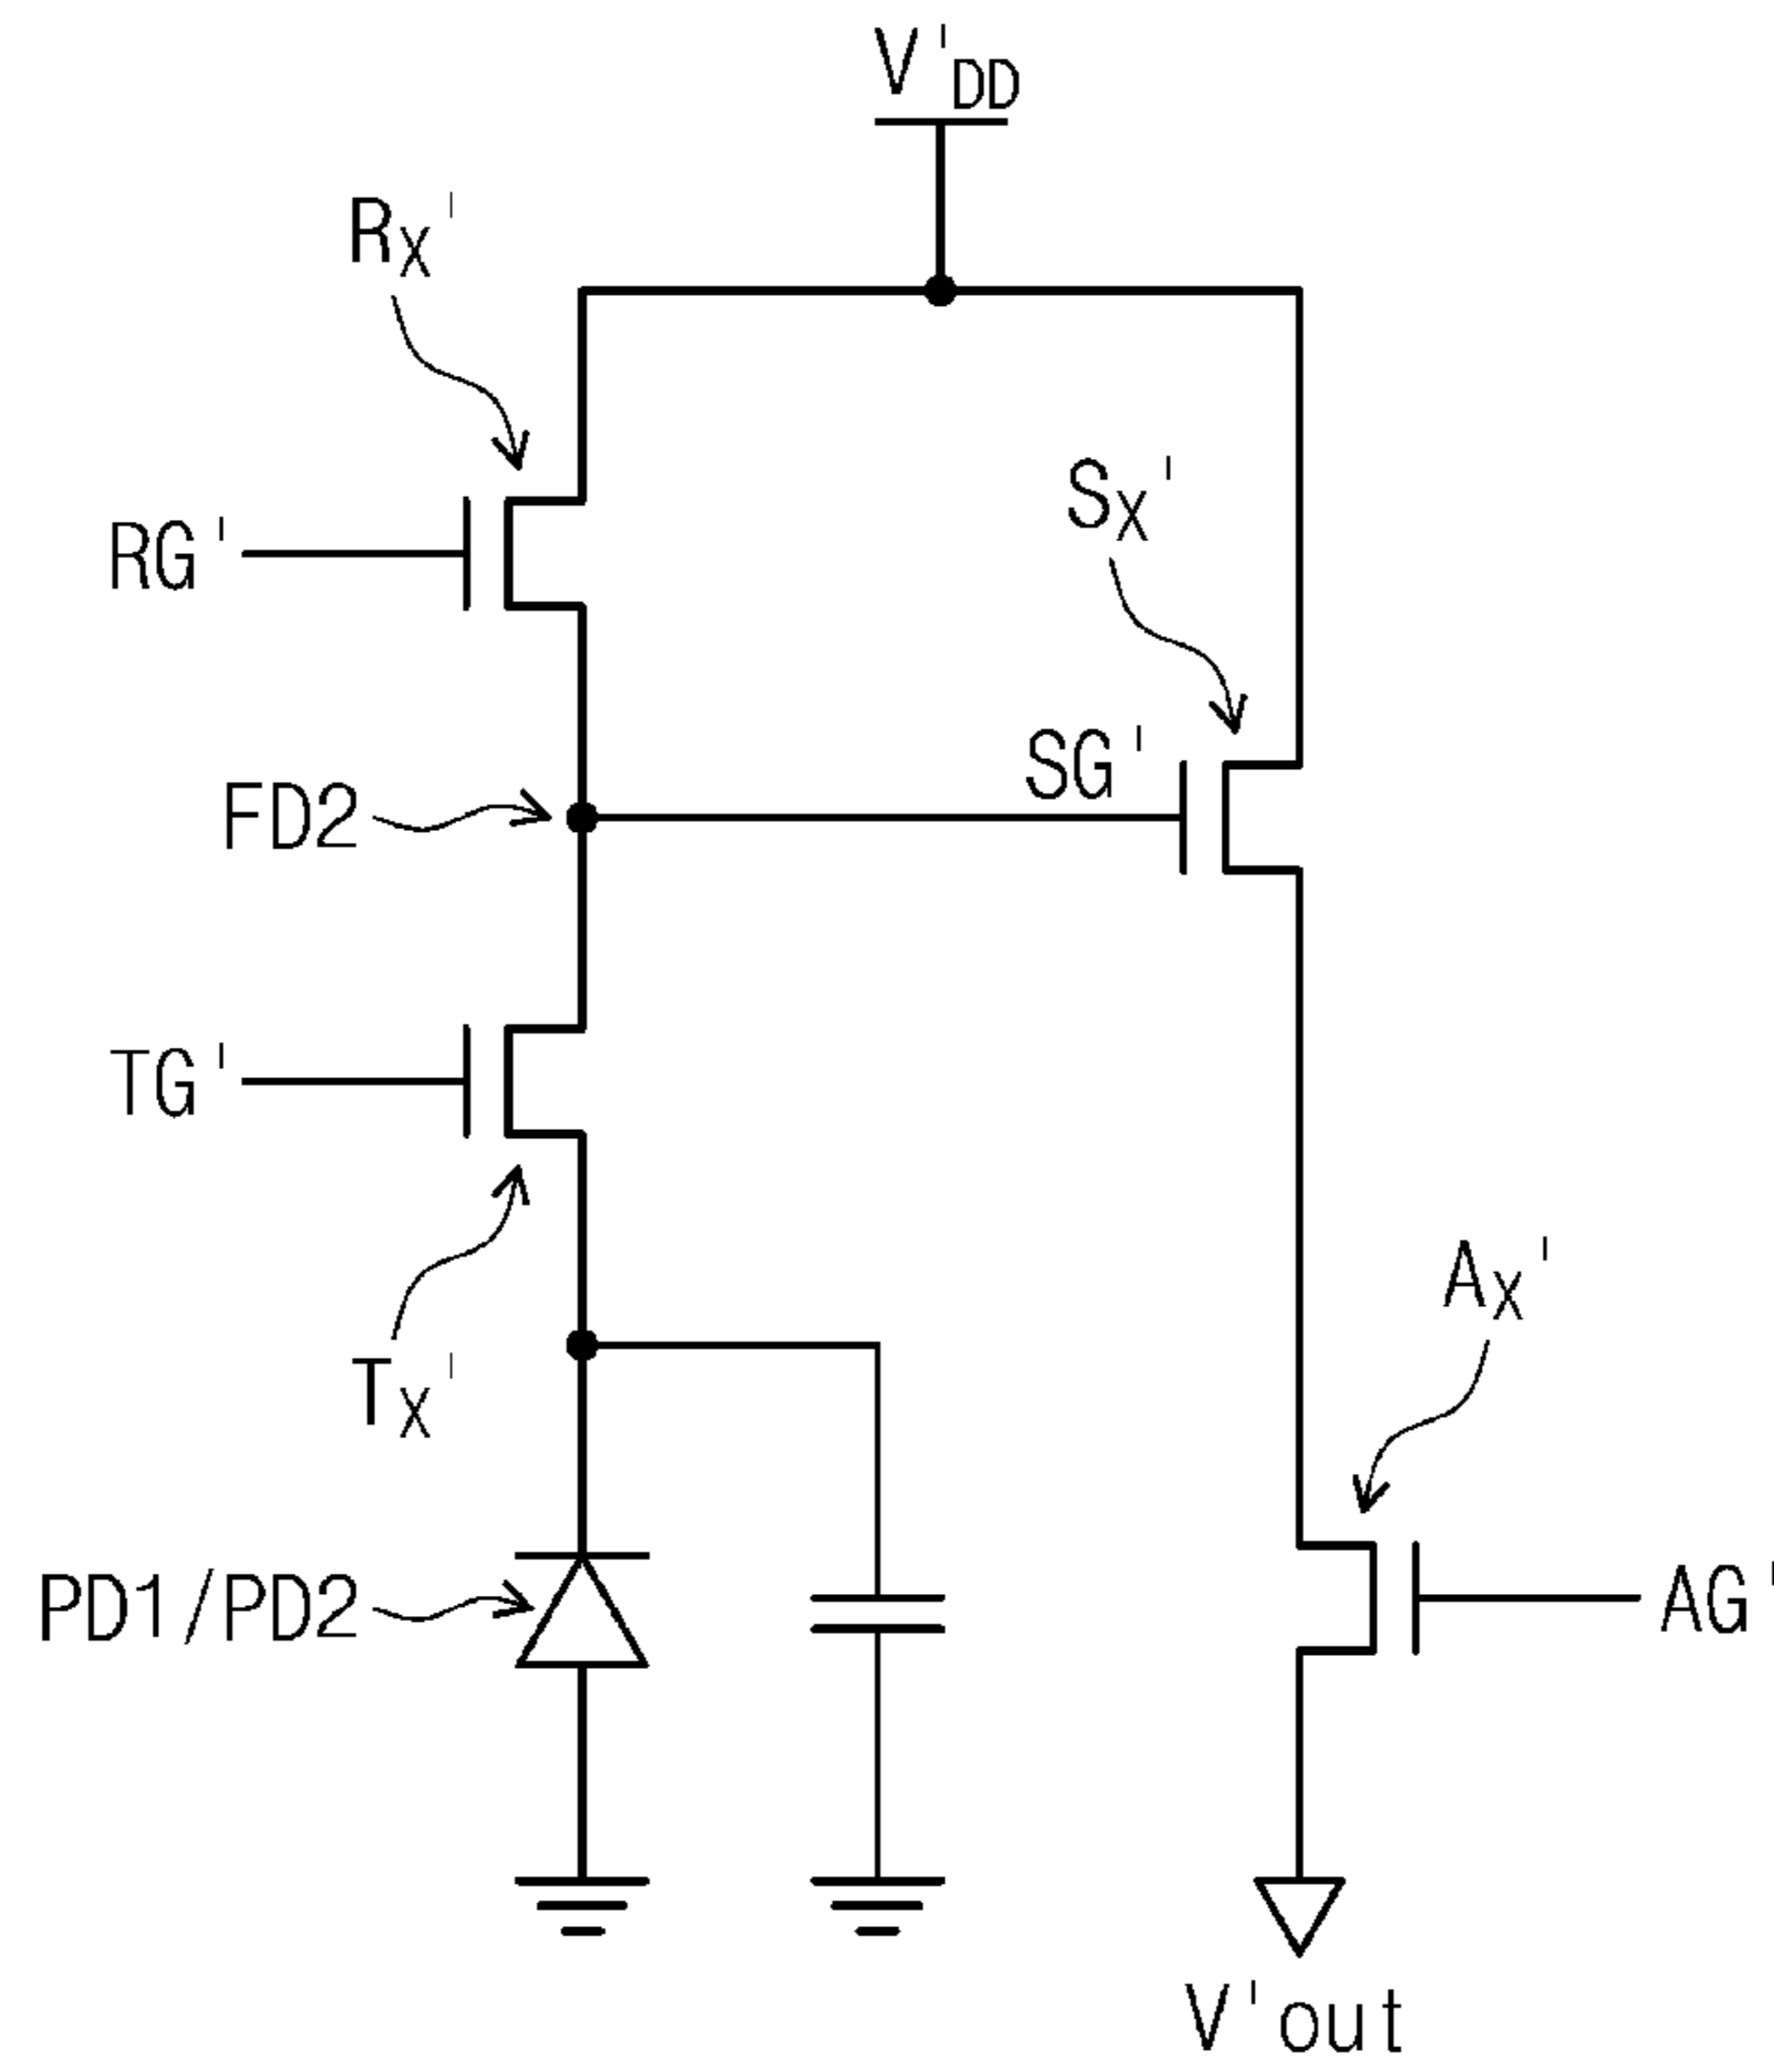 V'DD
RX'
SX'
RG'
SG'
FD2
TG'
AX'
TX'
PD1/PD2
AG'
V'out